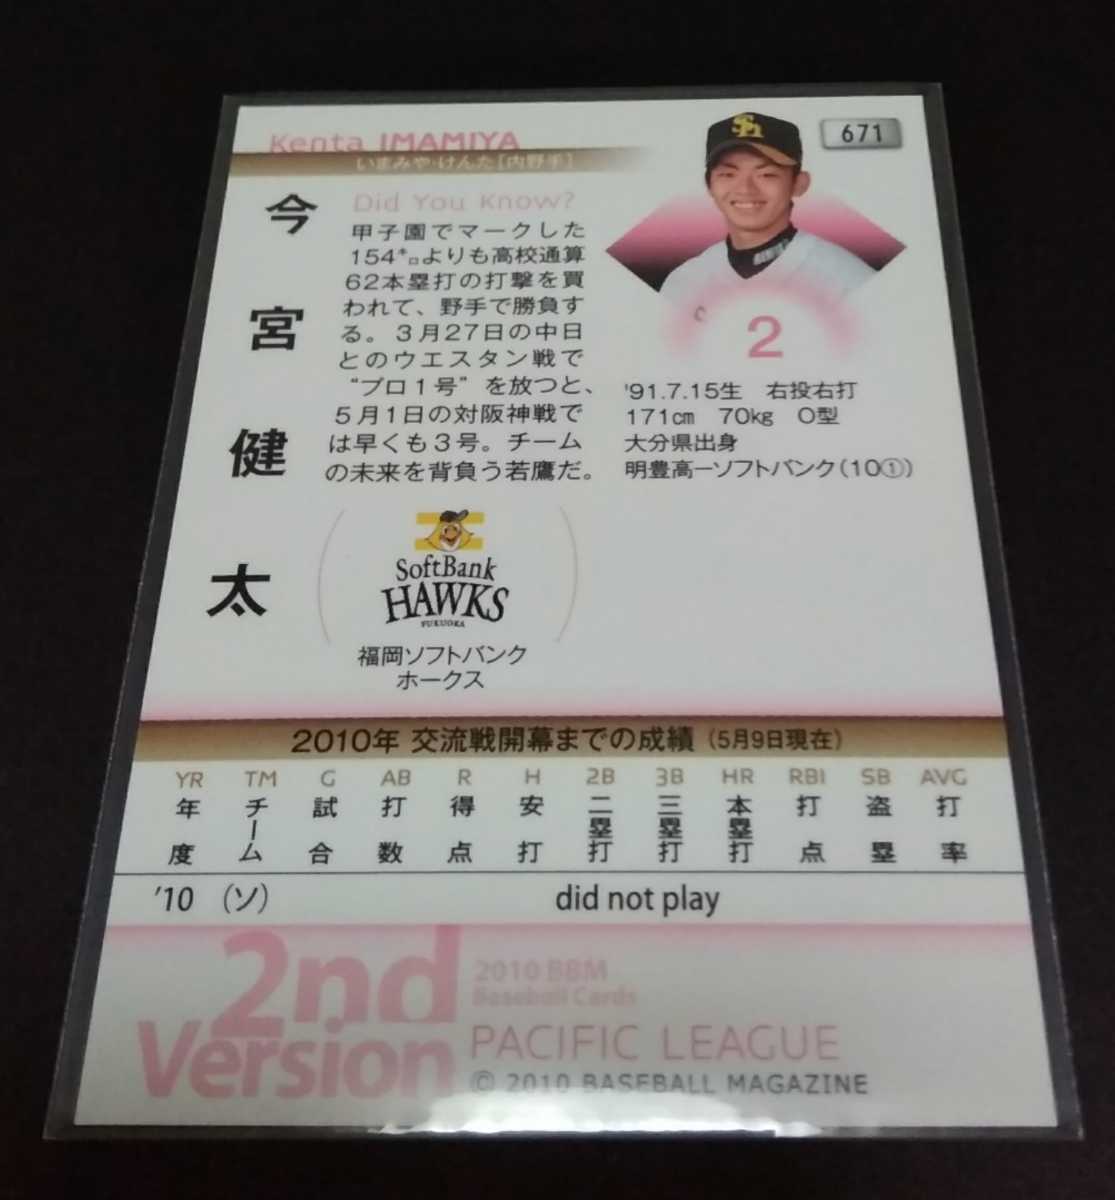 Kenta IMAMIYA
いまみや・けんた [内野手]
671
今宮健太
Did You Know?
甲子園でマークした
154㌔よりも高校通算
62本塁打の打撃を買
われて、野手で勝負す
る。3月27日の中日
とのウエスタン戦で
“プロ1号”を放つと、
5月1日の対阪神戦で
は早くも3号。チーム
の未来を背負う若鷹だ。
2
'91.7.15生 右投右打
171㎝ 70㎏ O型
大分県出身
明豊高ーソフトバンク(10①)
SoftBank
HAWKS
FUKUOKA
福岡ソフトバンク
ホークス
2010年 交流戦開幕までの成績 (5月9日現在)
YR TM G AB R H 2B 3B HR RBI SB AVG
年度 チーム 試合 打数 得点 安打 二塁打 三塁打 本塁打 打点 盗塁 打率
'10 (ソ) did not play
2nd
Version
2010 BBM
Baseball Cards
PACIFIC LEAGUE
© 2010 BASEBALL MAGAZINE